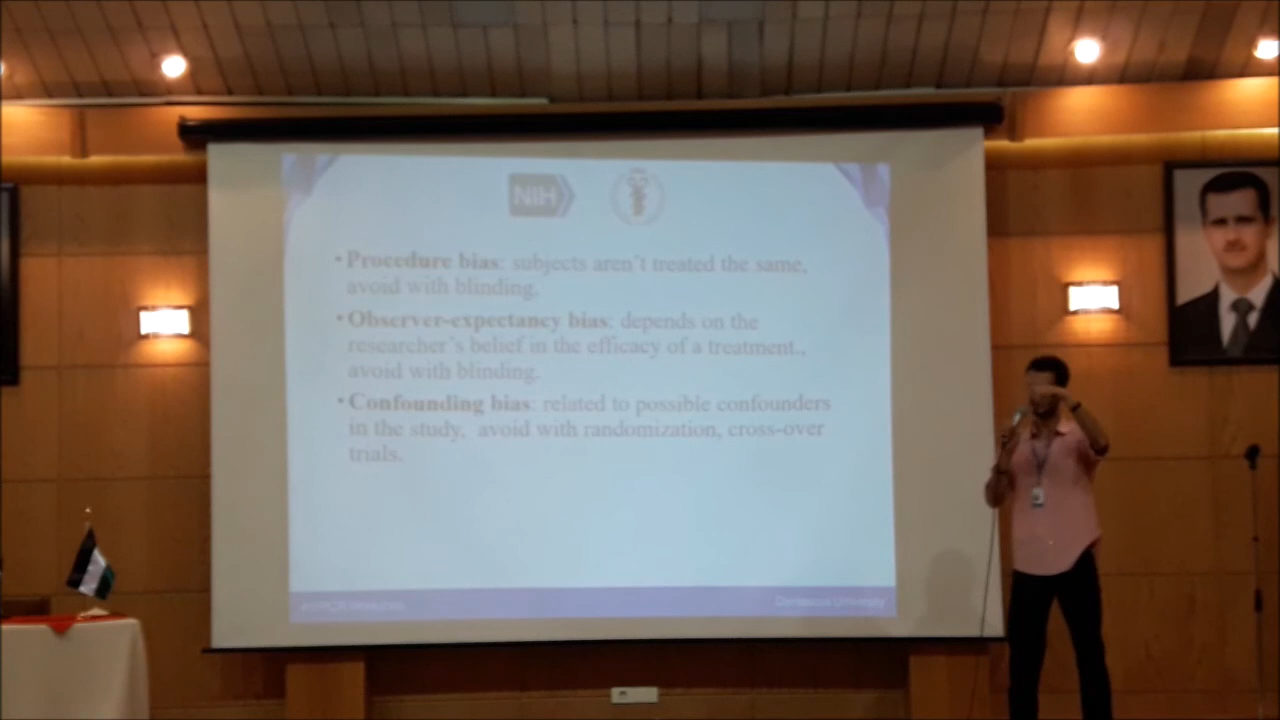 NIH
• Procedure bias: subjects aren't treated the same,
avoid with blinding.
• Observer-expectancy bias: depends on the
researcher's belief in the efficacy of a treatment.,
avoid with blinding.
• Confounding bias: related to possible confounders
in the study, avoid with randomization, cross-over
trials.
Damascus University